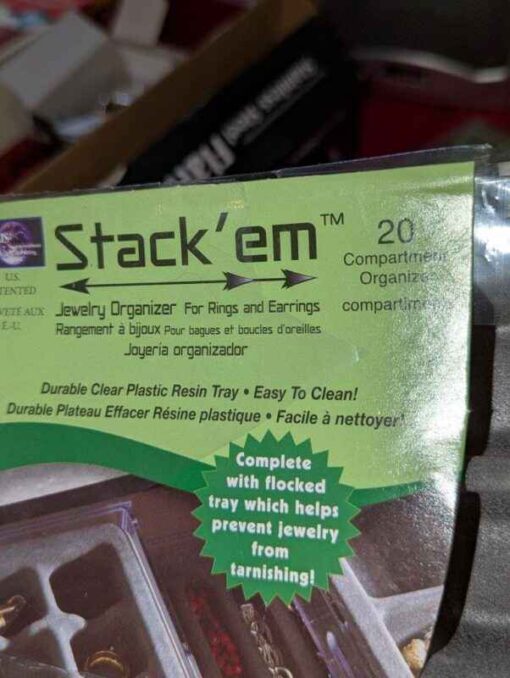 Stack'em™
20
Compartment
Organize
compartim
U.S.
TENTED
VETE AUX
E.-U.
Jewelry Organizer For Rings and Earrings
Rangement à bijoux Pour bagues et boucles d'oreilles
Joyeria organizador
Durable Clear Plastic Resin Tray • Easy To Clean!
Durable Plateau Effacer Résine plastique • Facile à nettoyer!
Complete
with flocked
tray which helps
prevent jewelry
from
tarnishing!